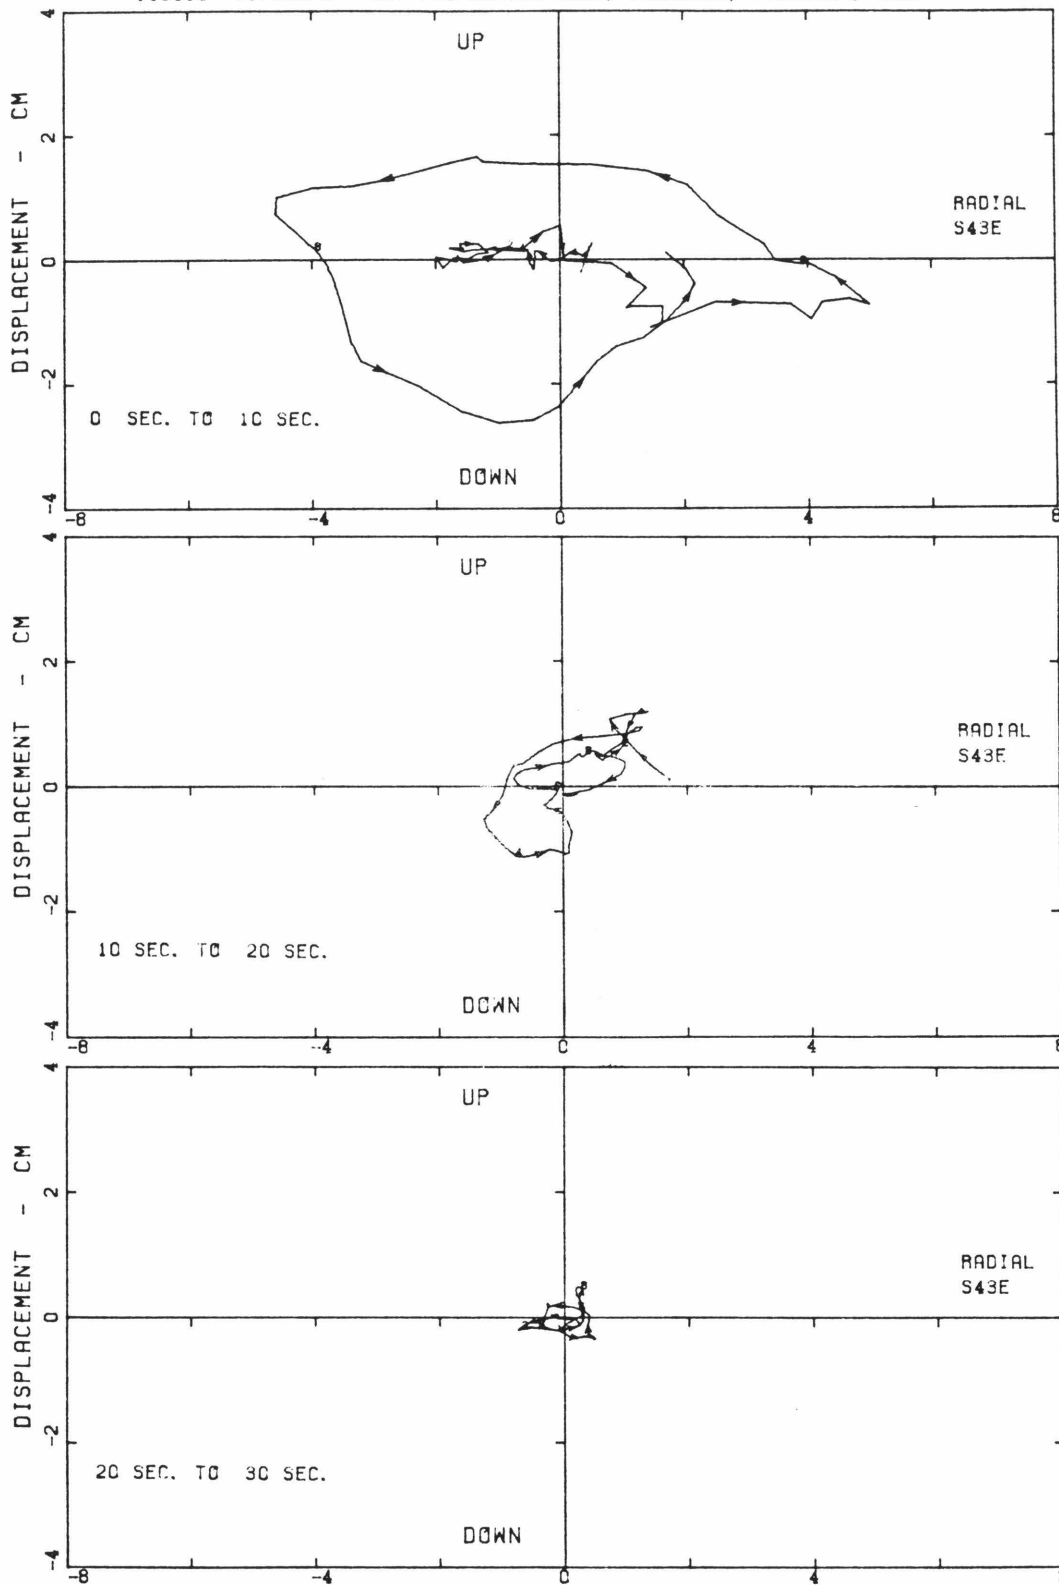 4
UP
DISPLACEMENT - CM
2
RADIAL
S43E
0
-2
0 SEC. TO 10 SEC.
DOWN
-4
-8 -4 0 4 8
UP
DISPLACEMENT - CM
2
RADIAL
S43E
0
-2
10 SEC. TO 20 SEC.
DOWN
-4
-8 -4 0 4 8
4
UP
DISPLACEMENT - CM
2
RADIAL
S43E
0
-2
20 SEC. TO 30 SEC.
DOWN
-4
-8 -4 0 4